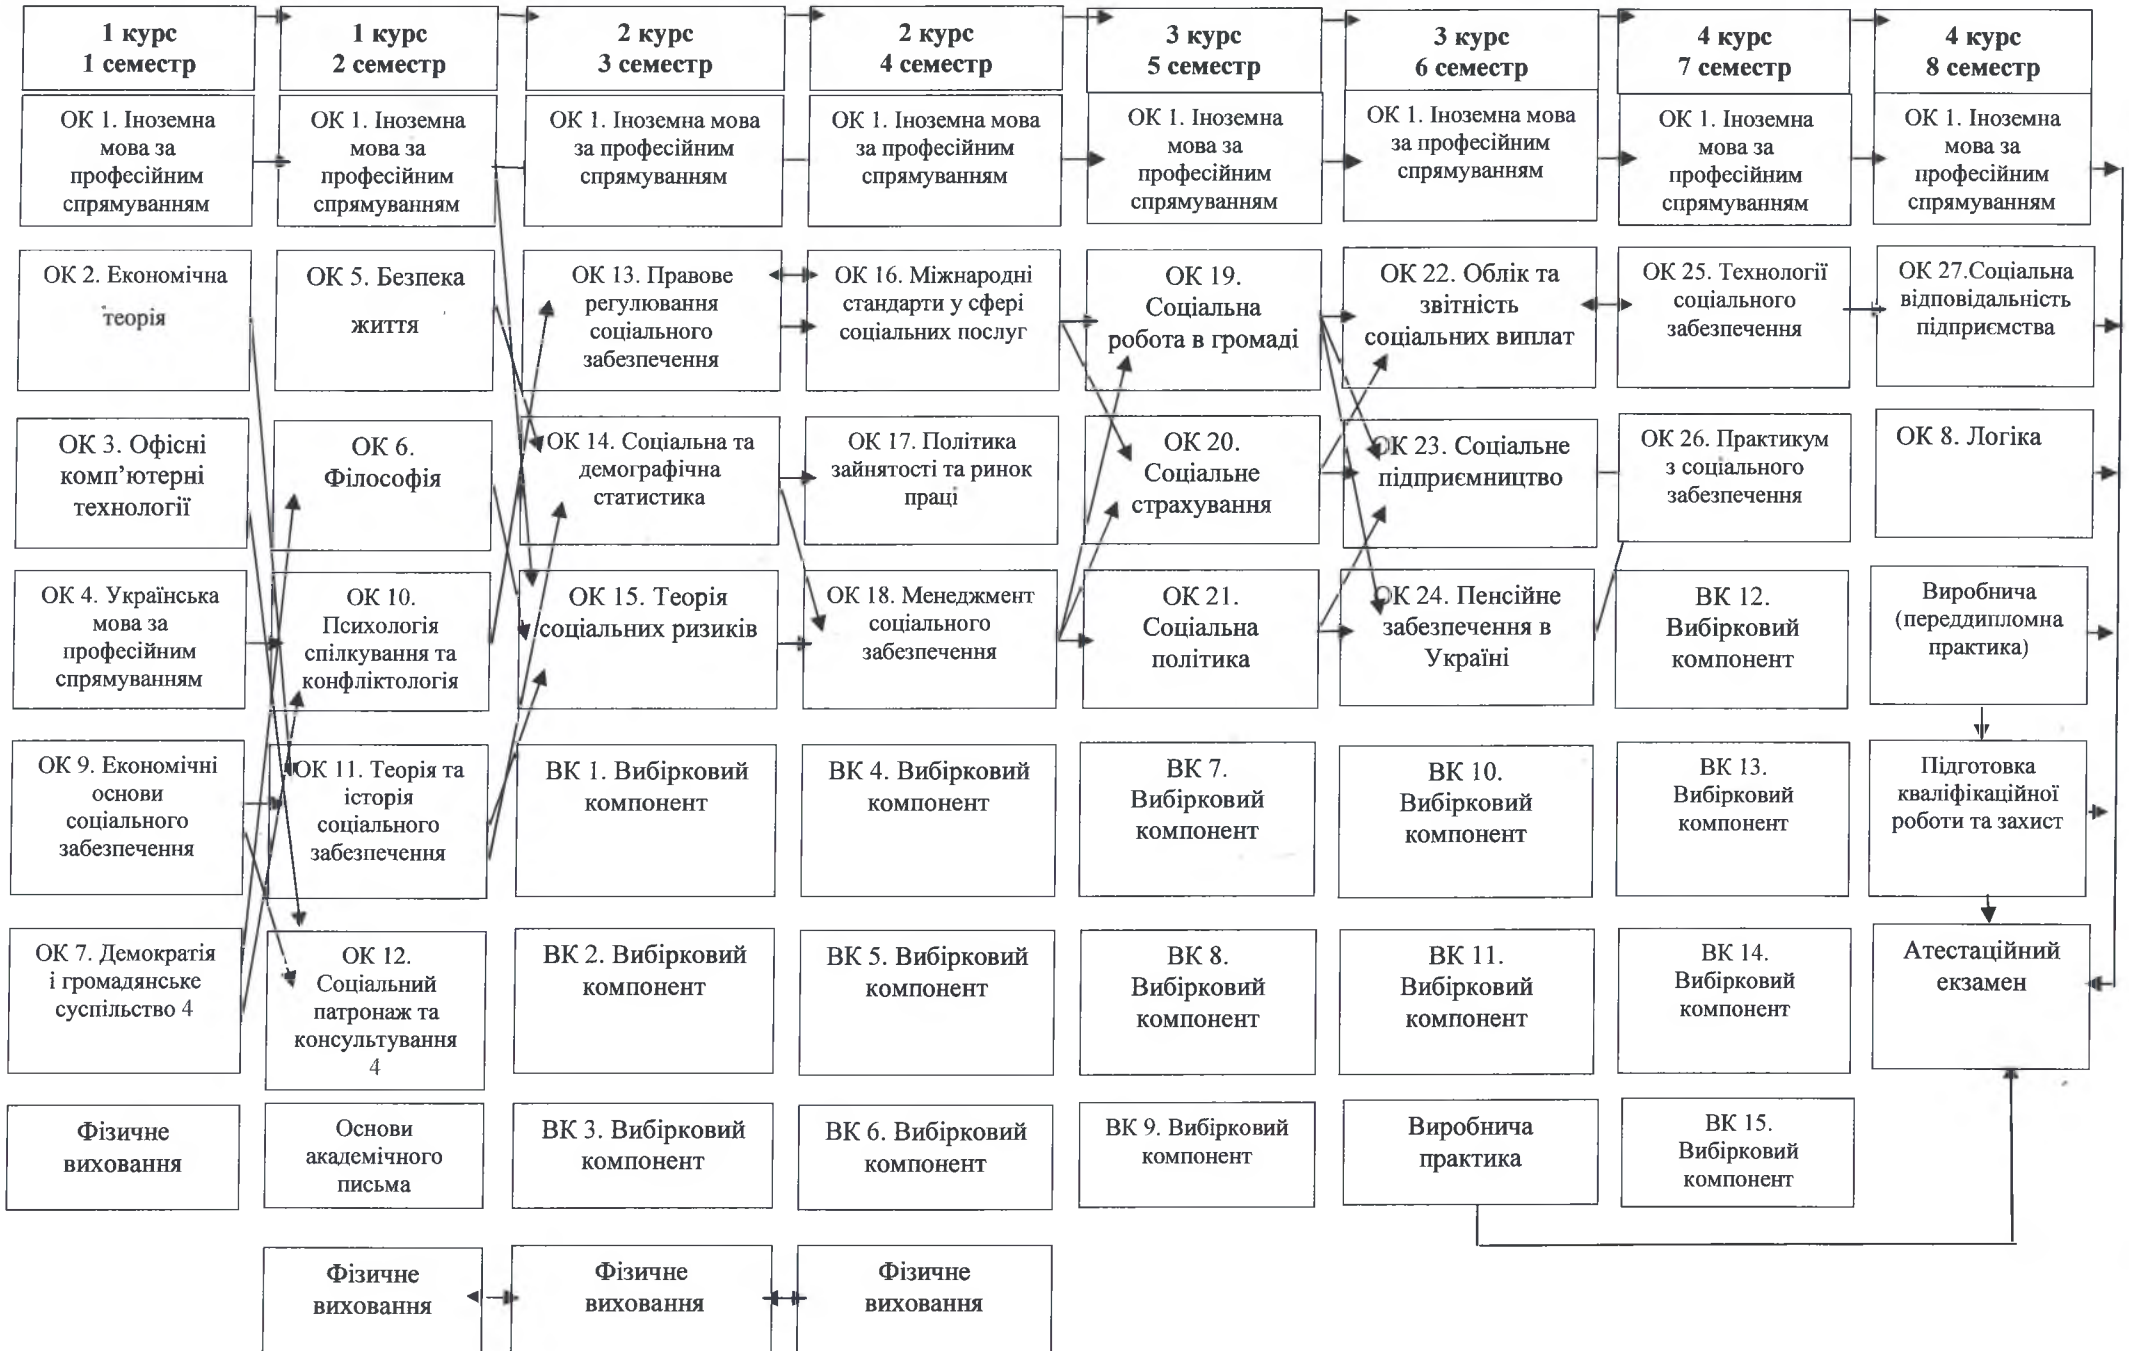 1 курс
1 семестр
1 курс
2 семестр
2 курс
3 семестр
2 курс
4 семестр
3 курс
5 семестр
3 курс
6 семестр
4 курс
7 семестр
4 курс
8 семестр
ОК 1. Іноземна
мова за
професійним
спрямуванням
ОК 1. Іноземна
мова за
професійним
спрямуванням
ОК 1. Іноземна мова
за професійним
спрямуванням
ОК 1. Іноземна мова
за професійним
спрямуванням
ОК 1. Іноземна
мова за
професійним
спрямуванням
ОК 1. Іноземна мова
за професійним
спрямуванням
ОК 1. Іноземна
мова за
професійним
спрямуванням
ОК 1. Іноземна
мова за
професійним
спрямуванням
ОК 2. Економічна
теорія
ОК 5. Безпека
життя
ОК 13. Правове
регулювання
соціального
забезпечення
ОК 16. Міжнародні
стандарти у сфері
соціальних послуг
ОК 19.
Соціальна
робота в громаді
ОК 22. Облік та
звітність
соціальних виплат
ОК 25. Технології
соціального
забезпечення
ОК 27.Соціальна
відповідальність
підприємства
ОК 3. Офісні
комп’ютерні
технології
ОК 6.
Філософія
ОК 14. Соціальна та
демографічна
статистика
ОК 17. Політика
зайнятості та ринок
праці
ОК 20.
Соціальне
страхування
ОК 23. Соціальне
підприємництво
ОК 26. Практикум
з соціального
забезпечення
ОК 8. Логіка
ОК 4. Українська
мова за
професійним
спрямуванням
ОК 10.
Психологія
спілкування та
конфліктологія
ОК 15. Теорія
соціальних ризиків
ОК 18. Менеджмент
соціального
забезпечення
ОК 21.
Соціальна
політика
ОК 24. Пенсійне
забезпечення в
Україні
ВК 12.
Вибірковий
компонент
Виробнича
(переддипломна
практика)
ОК 9. Економічні
основи
соціального
забезпечення
ОК 11. Теорія та
історія
соціального
забезпечення
ВК 1. Вибірковий
компонент
ВК 4. Вибірковий
компонент
ВК 7.
Вибірковий
компонент
ВК 10.
Вибірковий
компонент
ВК 13.
Вибірковий
компонент
Підготовка
кваліфікаційної
роботи та захист
ОК 7. Демократія
і громадянське
суспільство 4
ОК 12.
Соціальний
патронаж та
консультування
4
ВК 2. Вибірковий
компонент
ВК 5. Вибірковий
компонент
ВК 8.
Вибірковий
компонент
ВК 11.
Вибірковий
компонент
ВК 14.
Вибірковий
компонент
Атестаційний
екзамен
Фізичне
виховання
Основи
академічного
письма
ВК 3. Вибірковий
компонент
ВК 6. Вибірковий
компонент
ВК 9. Вибірковий
компонент
Виробнича
практика
ВК 15.
Вибірковий
компонент
Фізичне
виховання
Фізичне
виховання
Фізичне
виховання